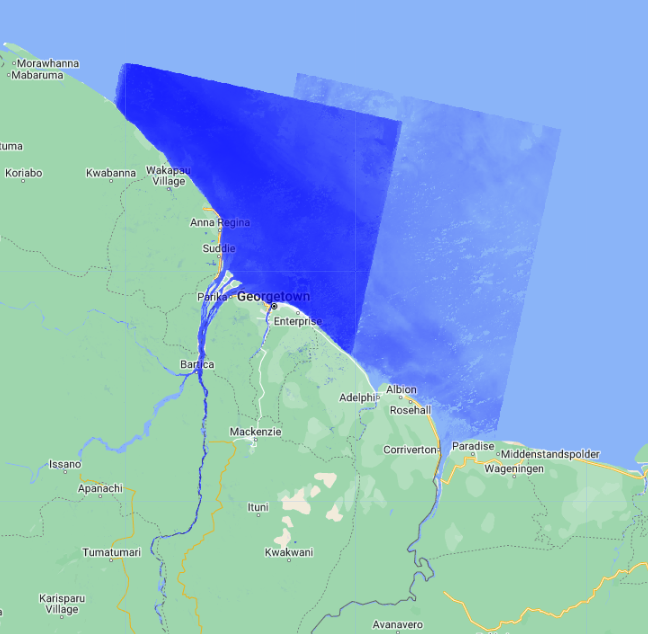 Morawhanna
Mabaruma
tuma
Koriabo
Kwabanna
Wakapau
Village
Anna Regina
Suddie
Parika
Georgetown
Enterprise
Bartica
Adelphi
Albion
Rosehall
Mackenzie
Corriverton
Paradise
Middenstandspolder
Wageningen
Issano
Apanachi
Ituni
Tumatumari
Kwakwani
Karisparu
Village
Avanavero